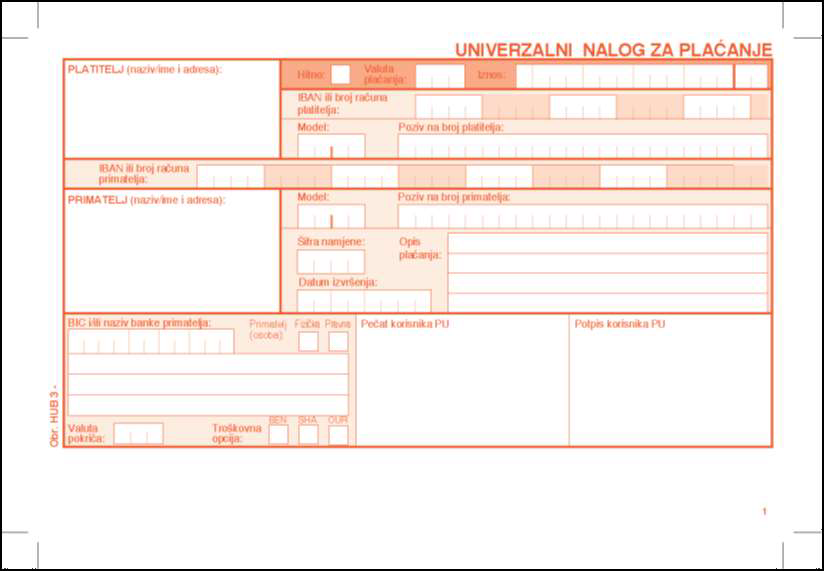 UNIVERZALNI NALOG ZA PLAĆANJE
PLATITELJ (naziv/ime i adresa):
Hitno:
Valuta
plaćanja:
Iznos:
IBAN ili broj računa
platitelja:
Model:
Poziv na broj platitelja:
IBAN ili broj računa
primatelja:
PRIMATELJ (naziv/ime i adresa):
Model:
Poziv na broj primatelja:
Šifra namjene:
Opis
plaćanja:
Datum izvršenja:
BIC i/ili naziv banke primatelja:
Primatelj
(osoba)
Fizička
Pravna
Pečat korisnika PU
Potpis korisnika PU
Valuta
pokrića:
Troškovna
opcija:
BEN
SHA
OUR
Obr. HUB 3 -
1